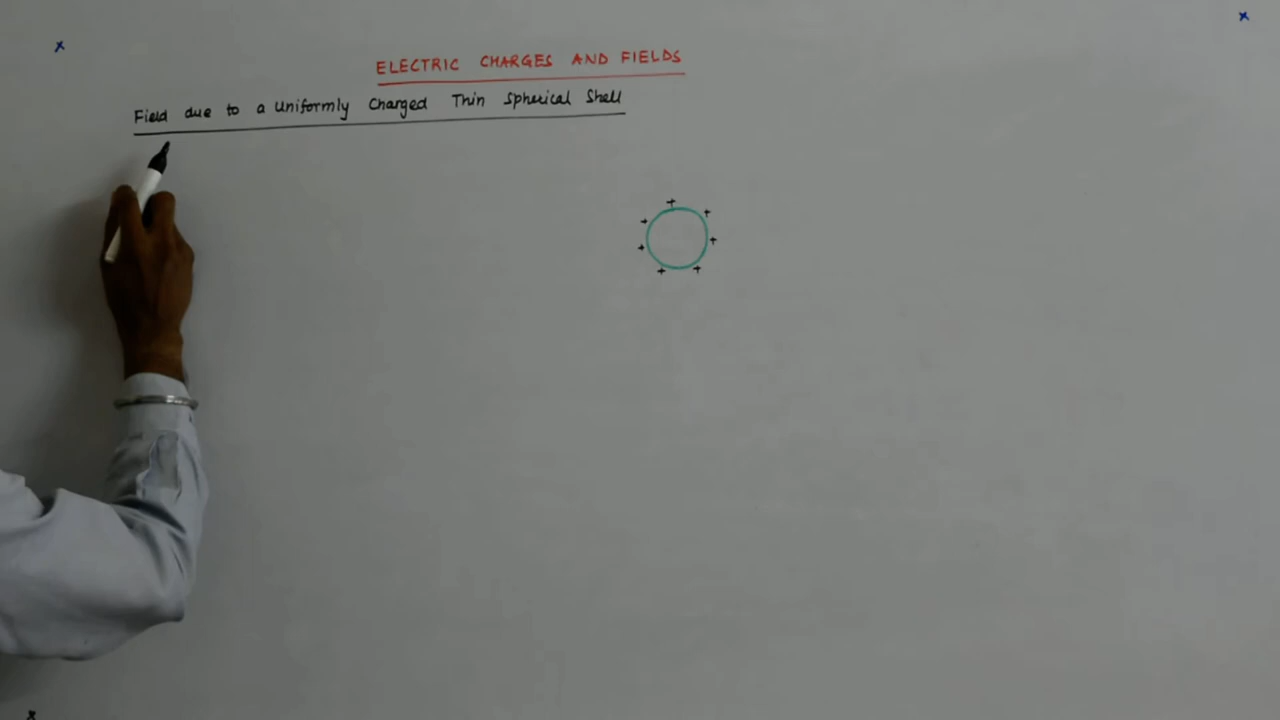 ELECTRIC CHARGES AND FIELDS
Field due to a Uniformly Charged Thin Spherical Shell
+ + + + + + + +